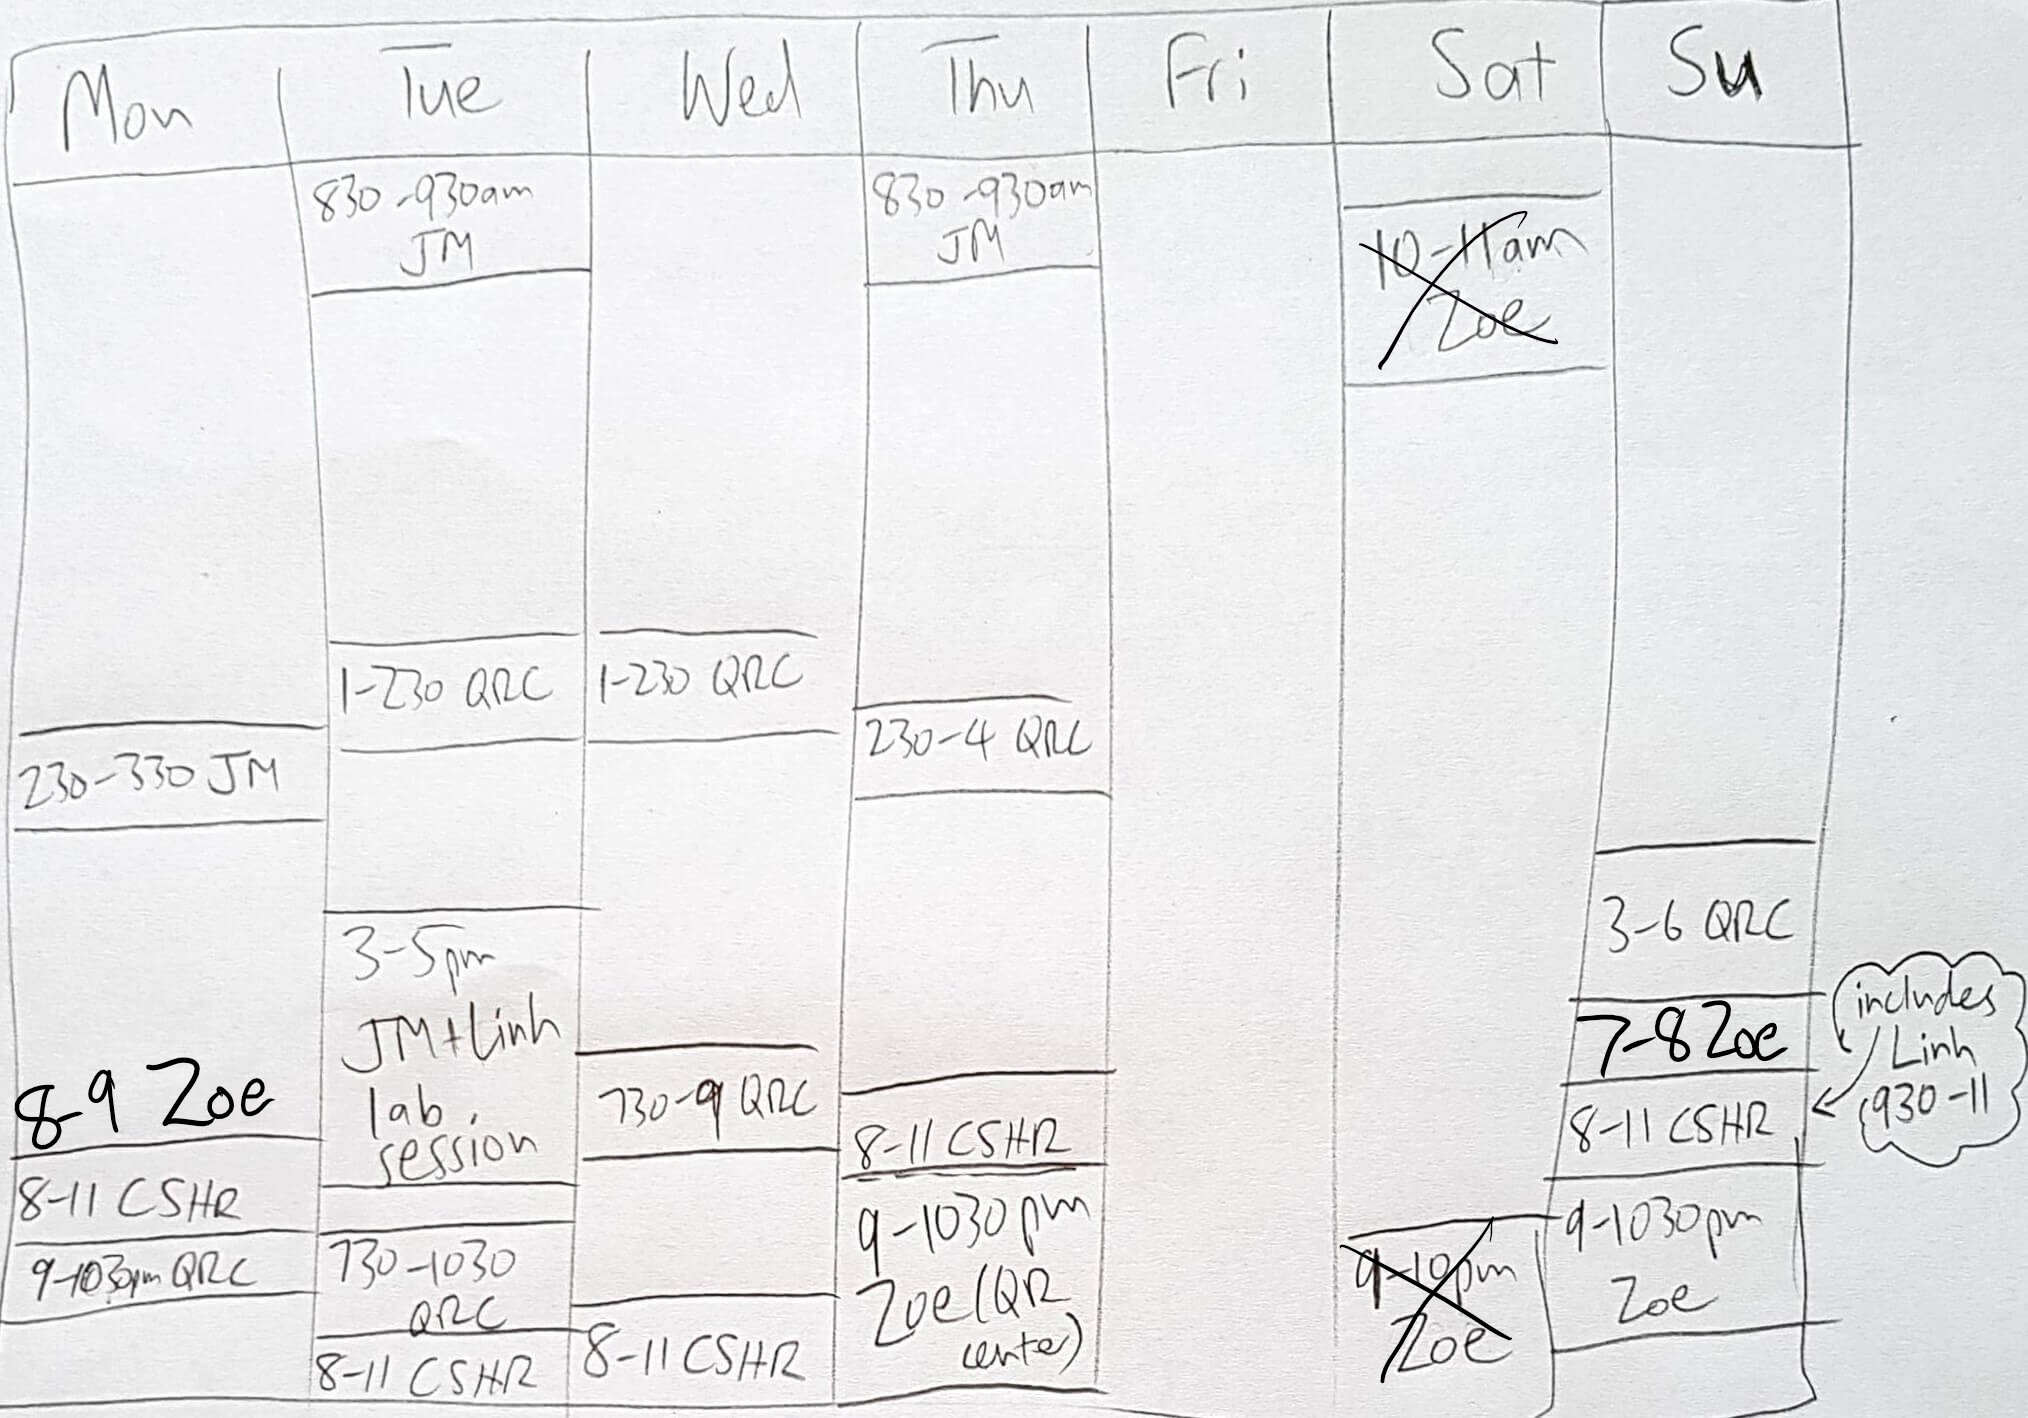 Mon Tue Wed Thu Fri Sat Su
230-330 JM
8-9 Zoe
8-11 CSHR
9-1030pm QRC
830-930am
JM
1-230 QRC
3-5pm
JM+Linh
lab
session
730-1030
QRC
8-11 CSHR
1-230 QRC
730-9 QRC
8-11 CSHR
830-930am
JM
230-4 QRC
8-11 CSHR
9-1030pm
Zoe (QR
center)
10-11am
Zoe
9-10pm
Zoe
3-6 QRC
7-8 Zoe
8-11 CSHR
9-1030pm
Zoe
includes
Linh
930-11